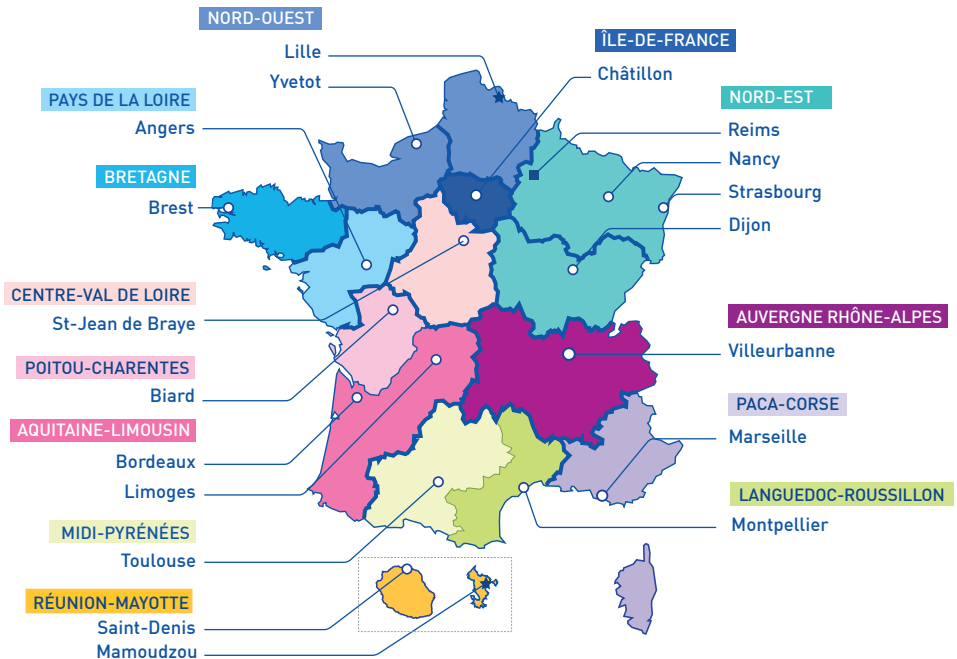 NORD-OUEST
Lille
Yvetot
PAYS DE LA LOIRE
Angers
BRETAGNE
Brest
CENTRE-VAL DE LOIRE
St-Jean de Braye
POITOU-CHARENTES
Biard
AQUITAINE-LIMOUSIN
Bordeaux
Limoges
MIDI-PYRÉNÉES
Toulouse
RÉUNION-MAYOTTE
Saint-Denis
Mamoudzou
ÎLE-DE-FRANCE
Châtillon
NORD-EST
Reims
Nancy
Strasbourg
Dijon
AUVERGNE RHÔNE-ALPES
Villeurbanne
PACA-CORSE
Marseille
LANGUEDOC-ROUSSILLON
Montpellier